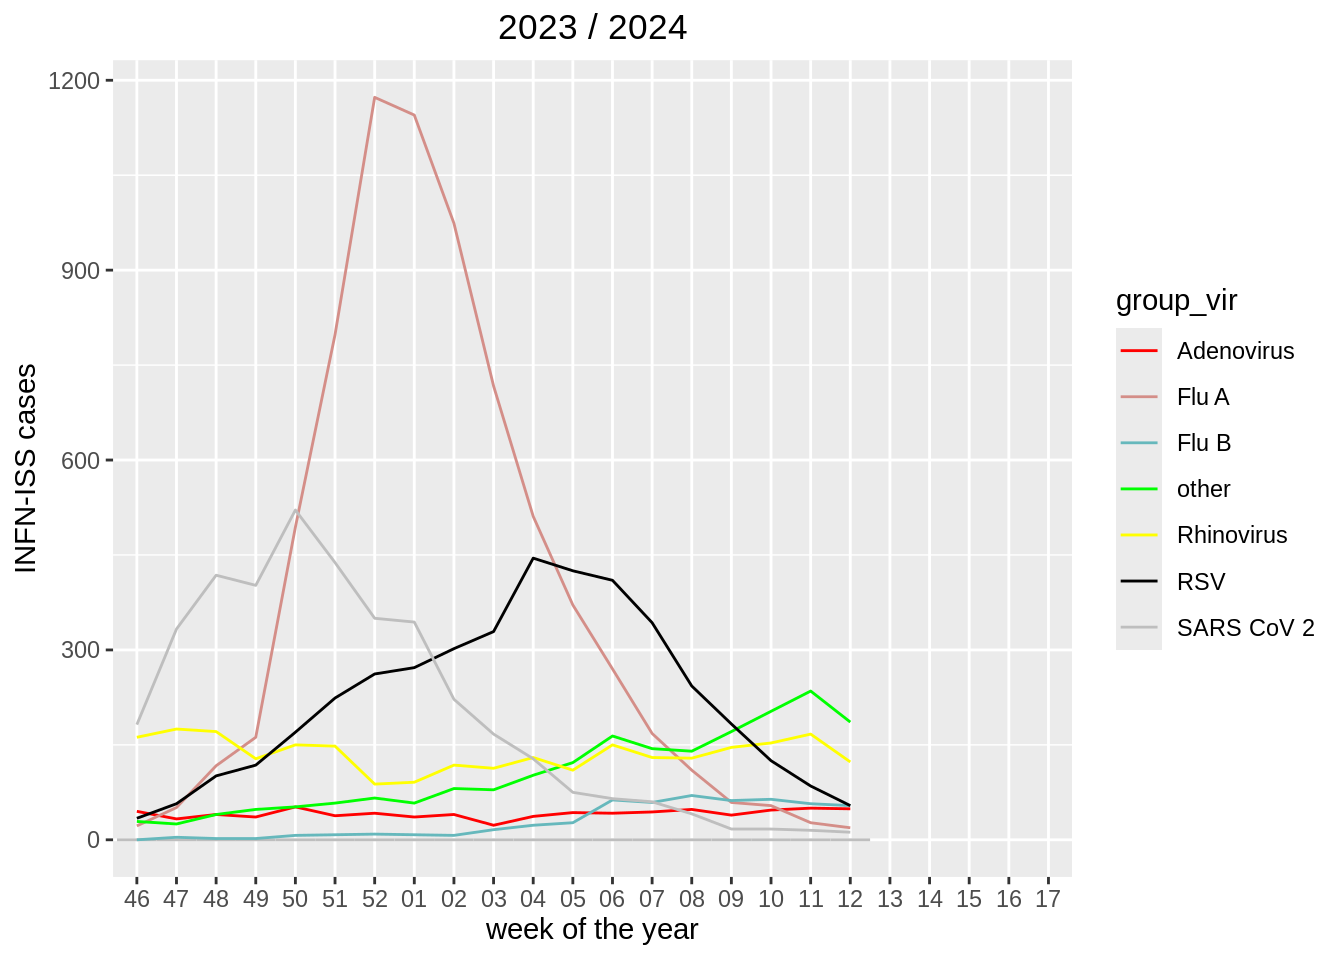 2023 / 2024
1200
900
600
300
0
INFN-ISS cases
46 47 48 49 50 51 52 01 02 03 04 05 06 07 08 09 10 11 12 13 14 15 16 17
week of the year
group_vir
Adenovirus
Flu A
Flu B
other
Rhinovirus
RSV
SARS CoV 2